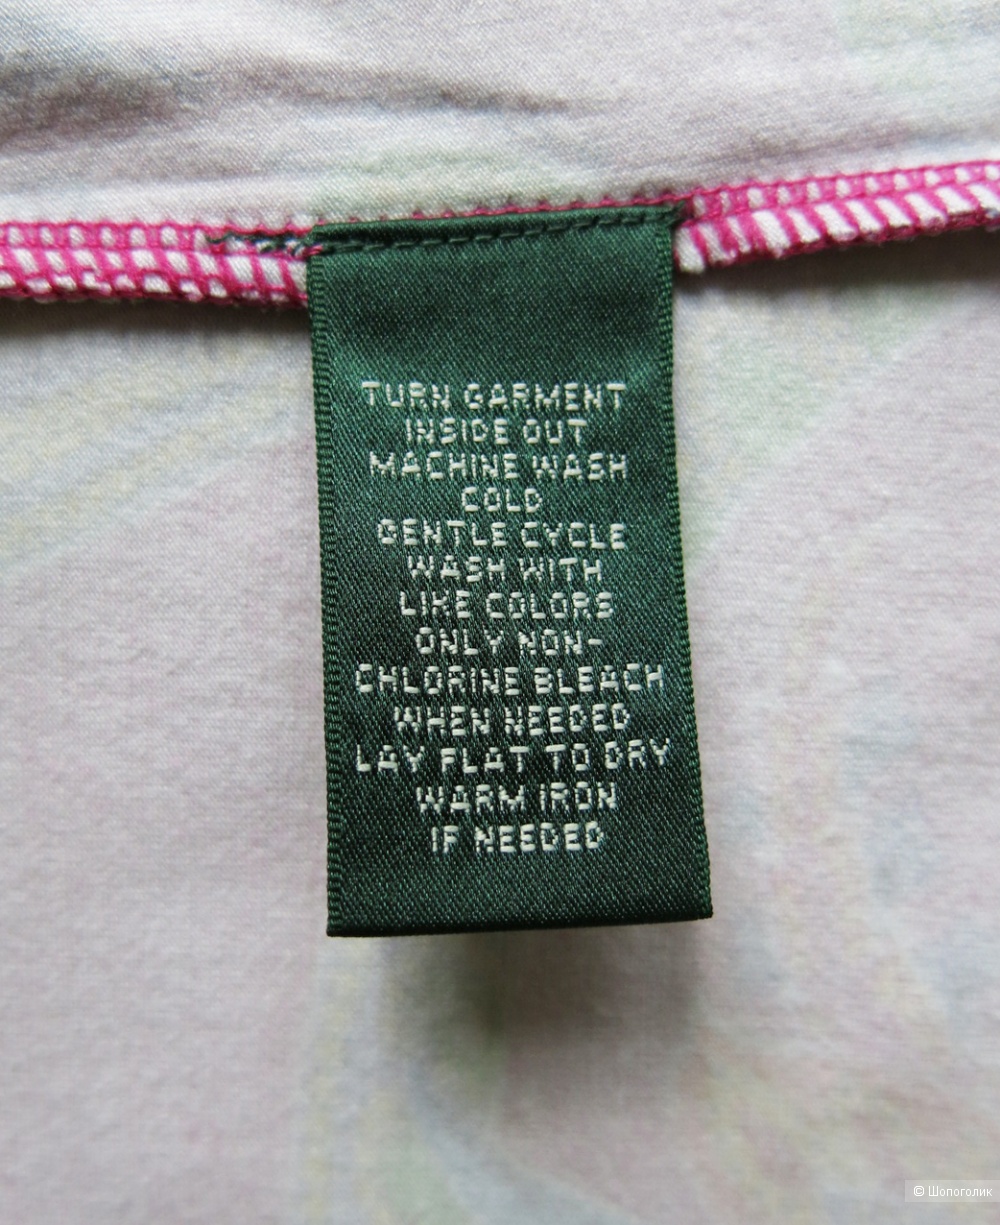 TURN GARMENT
INSIDE OUT
MACHINE WASH
COLD
GENTLE CYCLE
WASH WITH
LIKE COLORS
ONLY NON-
CHLORINE BLEACH
WHEN NEEDED
LAY FLAT TO DRY
WARM IRON
IF NEEDED
© Шопоголик